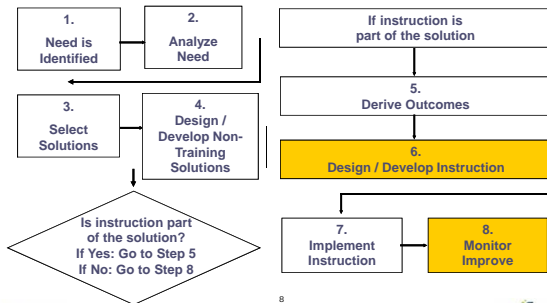 1.
Need is
Identified
2.
Analyze
Need
3.
Select
Solutions
4.
Design /
Develop Non-
Training
Solutions
Is instruction part
of the solution?
If Yes: Go to Step 5
If No: Go to Step 8
If instruction is
part of the solution
5.
Derive Outcomes
6.
Design / Develop Instruction
7.
Implement
Instruction
8.
Monitor
Improve
8